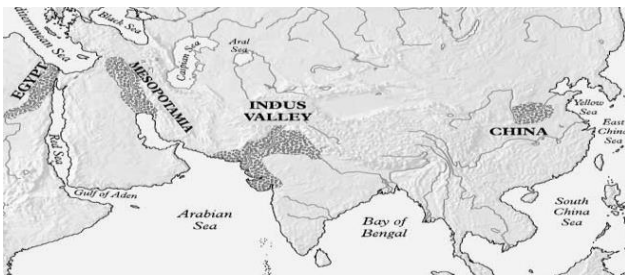 Mediterranean Sea
Black Sea
Caspian Sea
Aral
Sea
EGYPT
MESOPOTAMIA
INDUS
VALLEY
CHINA
Yellow
Sea
East
China
Sea
Red Sea
Gulf of Aden
Arabian
Sea
Bay of
Bengal
South
China
Sea